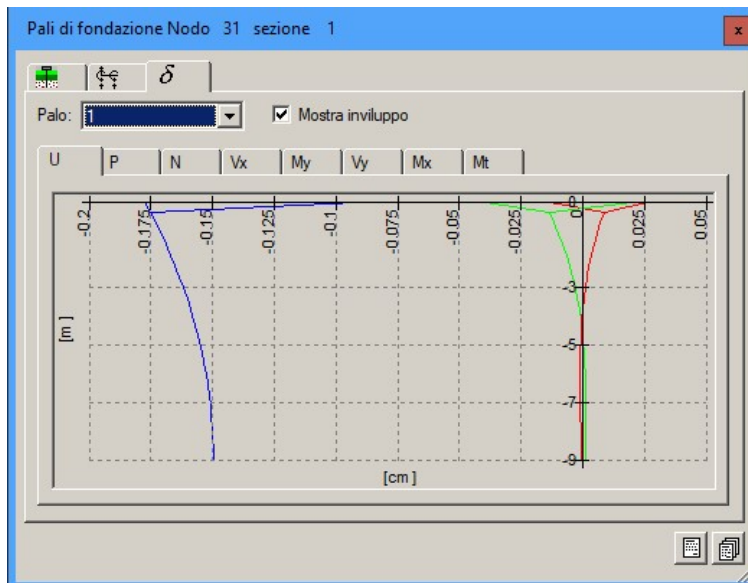 Pali di fondazione Nodo 31 sezione 1
x
δ
Palo: 1 Mostra inviluppo
U P N Vx My Vy Mx Mt
-0.2 -0.175 -0.15 -0.125 -0.1 -0.075 -0.05 -0.025 0 0.025 0.05
-3
-5
-7
-9
[m]
[cm]